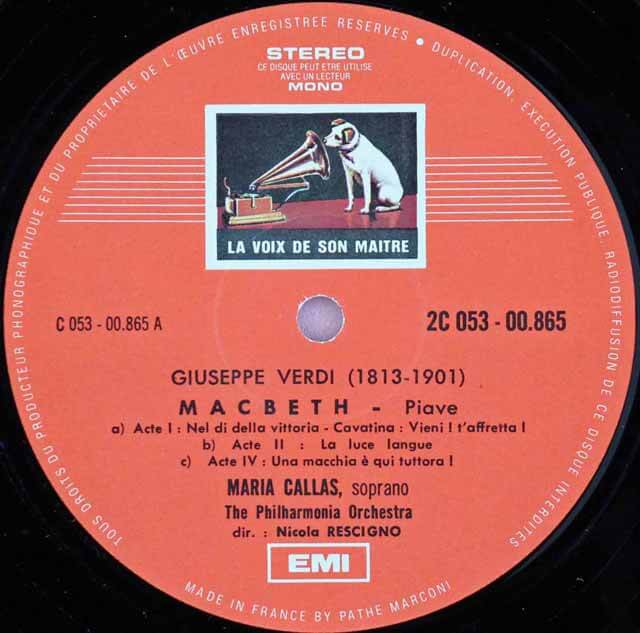 TOUS DROITS DU PRODUCTEUR PHONOGRAPHIQUE ET DU PROPRIETAIRE DE L'ŒUVRE ENREGISTREE RESERVES • DUPLICATION, EXECUTION PUBLIQUE, RADIODIFFUSION DE CE DISQUE INTERDITES
STEREO
CE DISQUE PEUT ETRE UTILISE
AVEC UN LECTEUR
MONO
LA VOIX DE SON MAITRE
C 053 - 00.865 A
2C 053 - 00.865
GIUSEPPE VERDI (1813-1901)
MACBETH - Piave
a) Acte I : Nel di della vittoria - Cavatina : Vieni ! t'affretta !
b) Acte II : La luce langue
c) Acte IV : Una macchia è qui tuttora !
MARIA CALLAS, soprano
The Philharmonia Orchestra
dir. : Nicola RESCIGNO
EMI
MADE IN FRANCE BY PATHE MARCONI